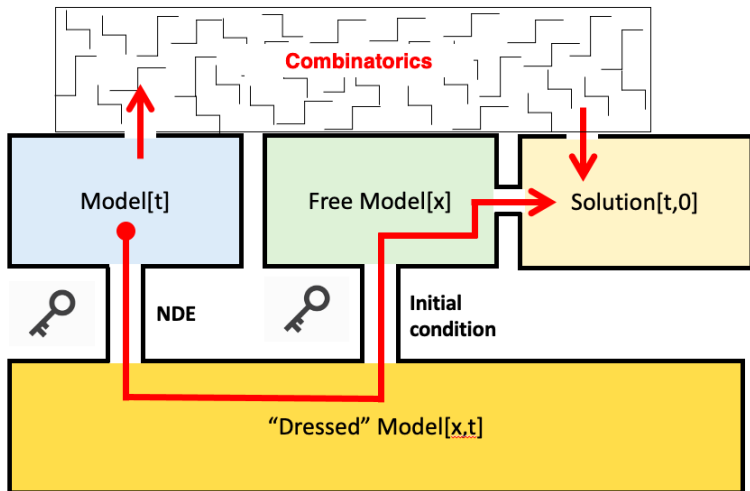 Combinatorics
Model[t]
Free Model[x]
Solution[t,0]
NDE
Initial
condition
“Dressed” Model[x,t]